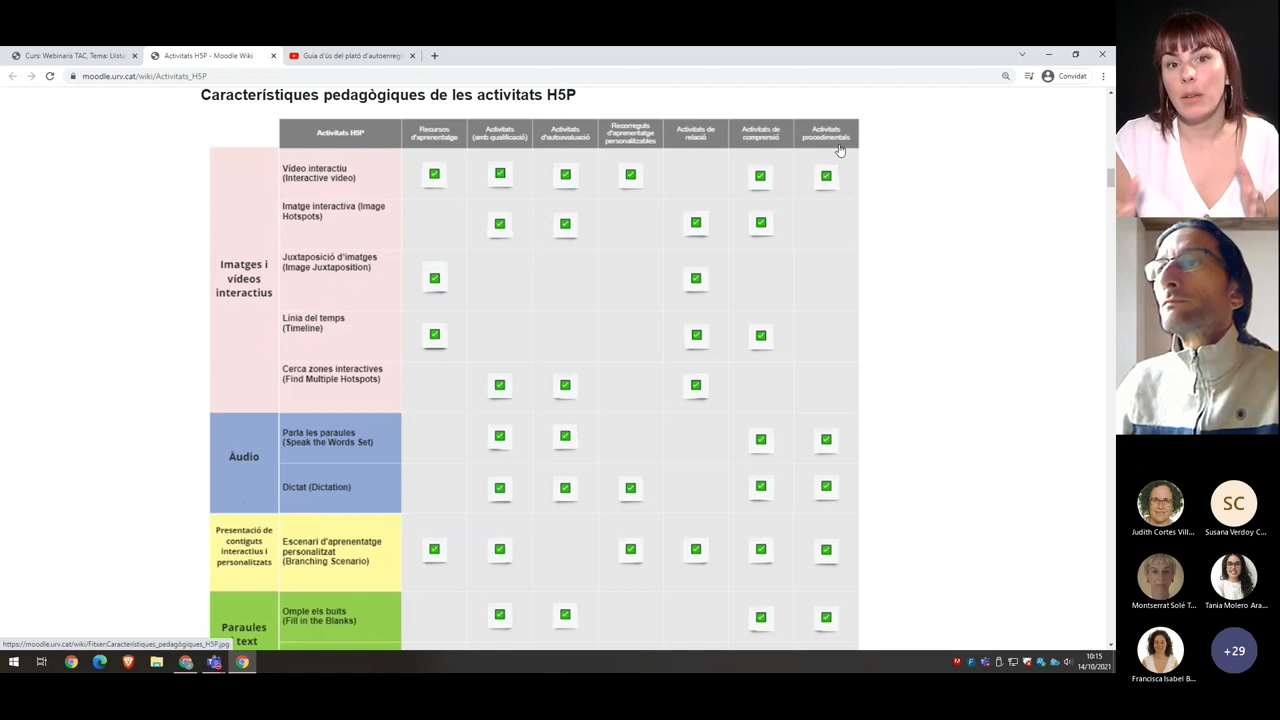 Curs: Webinaris TAC, Tema: Llista
Activitats H5P - Moodle Wiki
Guia d'ús del plató d'autoenreg
moodle.urv.cat/wiki/Activitats_H5P
Convidat
Característiques pedagògiques de les activitats H5P
Activitats H5P
Recursos
d'aprenentatge
Activitats
(amb qualificació)
Activitats
d'autoavaluació
Recorreguts
d'aprenentatge
personalitzables
Activitats de
relació
Activitats de
comprensió
Activitats
procedimentals
Imatges i
vídeos
interactius
Vídeo interactiu
(Interactive video)
Imatge interactiva (Image
Hotspots)
Juxtaposició d'imatges
(Image Juxtaposition)
Línia del temps
(Timeline)
Cerca zones interactives
(Find Multiple Hotspots)
Àudio
Parla les paraules
(Speak the Words Set)
Dictat (Dictation)
Presentació de
contiguts
interactius i
personalitzats
Escenari d'aprenentatge
personalitzat
(Branching Scenario)
Paraules
text
Omple els buits
(Fill in the Blanks)
https://moodle.urv.cat/wiki/Fitxer:Característiques_pedagògiques_H5P.jpg
10:15
14/10/2021
Judith Cortes Vill...
SC
Susana Verdoy C...
Montserrat Solé T...
Tania Molero Ara...
Francisca Isabel B...
+29